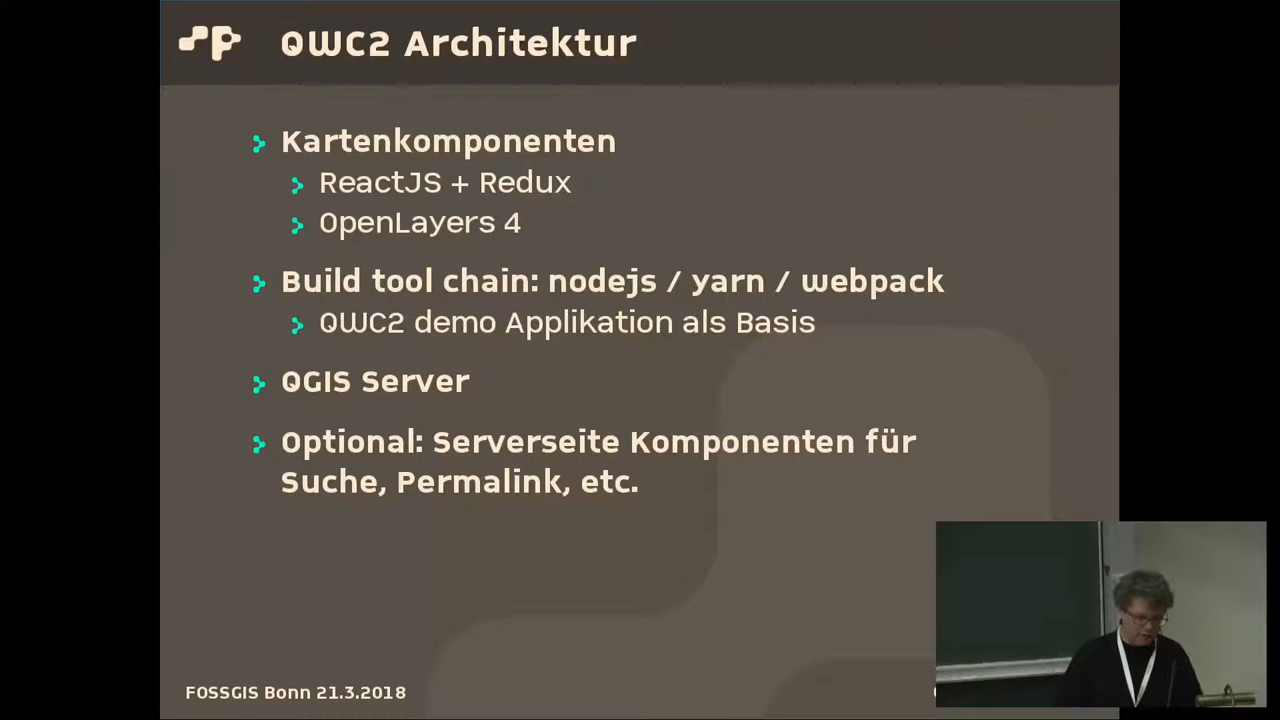 QWC2 Architektur
Kartenkomponenten
ReactJS + Redux
OpenLayers 4
Build tool chain: nodejs / yarn / webpack
QWC2 demo Applikation als Basis
QGIS Server
Optional: Serverseite Komponenten für
Suche, Permalink, etc.
FOSSGIS Bonn 21.3.2018